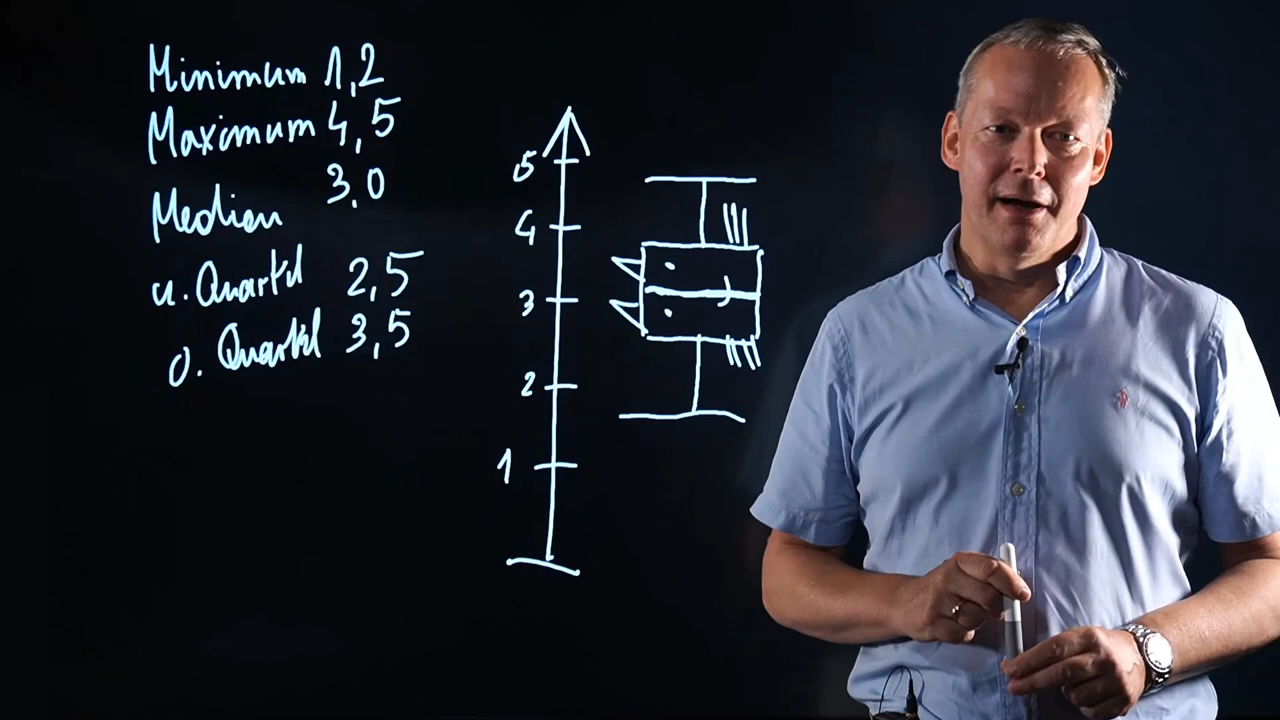 Minimum 1,2
Maximum 4,5
Median 3,0
u. Quartil 2,5
o. Quartil 3,5
5
4
3
2
1